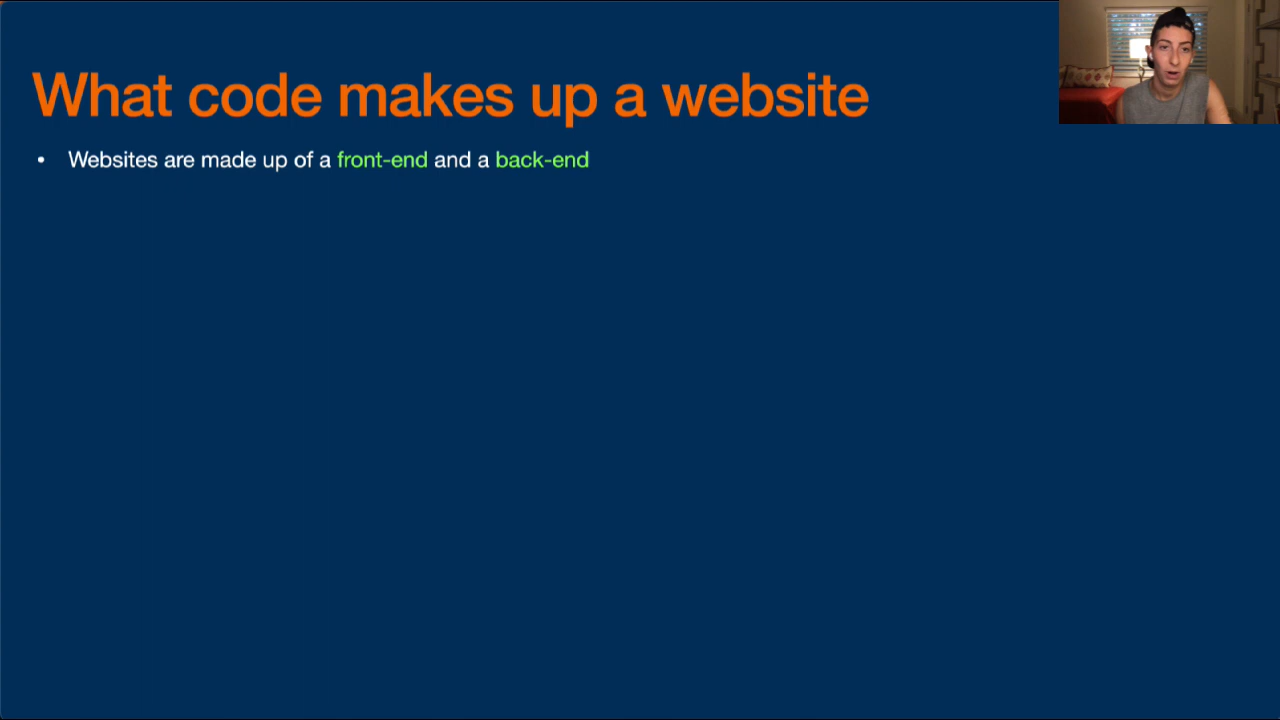 What code makes up a website
• Websites are made up of a front-end and a back-end